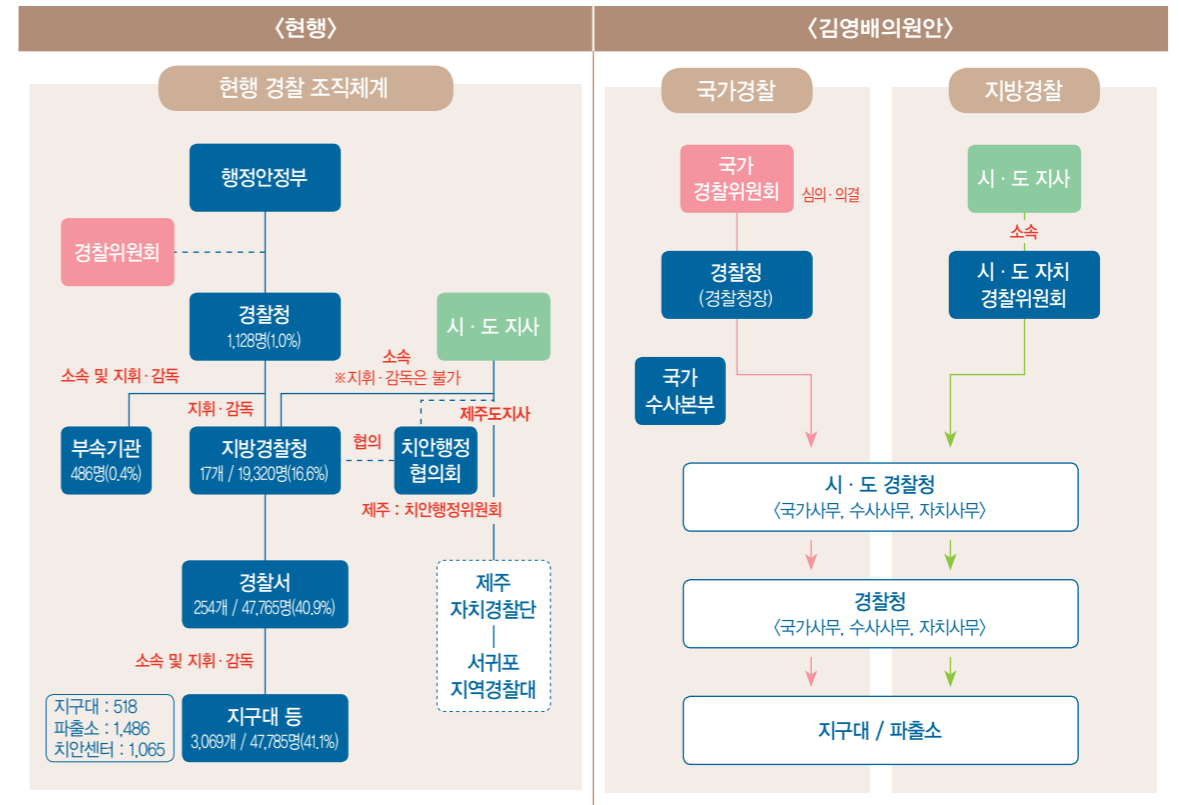 〈현행〉
현행 경찰 조직체계
행정안정부
경찰위원회
경찰청
1,128명(1.0%)
시 · 도 지사
소속
※지휘 · 감독은 불가
소속 및 지휘 · 감독
지휘 · 감독
제주도지사
부속기관
486명(0.4%)
지방경찰청
17개 / 19,320명(16.6%)
협의
치안행정
협의회
제주 : 치안행정위원회
경찰서
254개 / 47,765명(40.9%)
제주
자치경찰단
서귀포
지역경찰대
소속 및 지휘 · 감독
지구대 : 518
파출소 : 1,486
치안센터 : 1,065
지구대 등
3,069개 / 47,785명(41.1%)
〈김영배의원안〉
국가경찰
지방경찰
국가
경찰위원회
심의 · 의결
시 · 도 지사
소속
경찰청
(경찰청장)
시 · 도 자치
경찰위원회
국가
수사본부
시 · 도 경찰청
〈국가사무, 수사사무, 자치사무〉
경찰청
〈국가사무, 수사사무, 자치사무〉
지구대 / 파출소